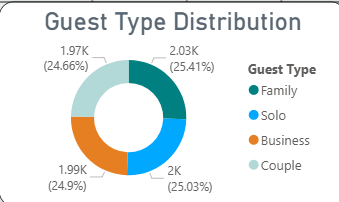 Guest Type Distribution
1.97K
(24.66%)
2.03K
(25.41%)
Guest Type
Family
Solo
Business
Couple
1.99K
(24.9%)
2K
(25.03%)